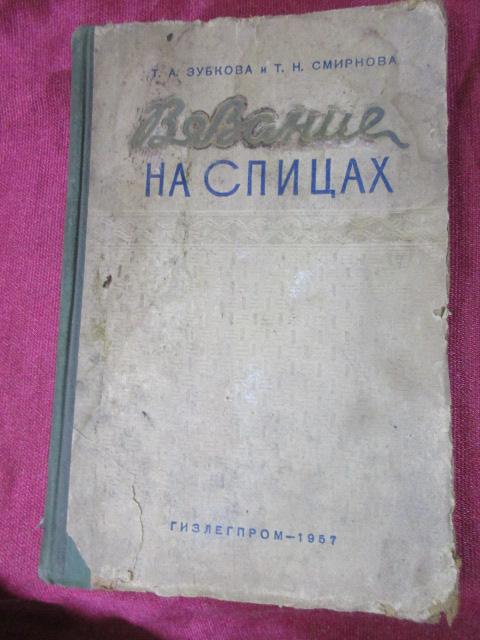 Т. А. ЗУБКОВА и Т. Н. СМИРНОВА
Вязание
НА СПИЦАХ
ГИЗЛЕГПРОМ—1957